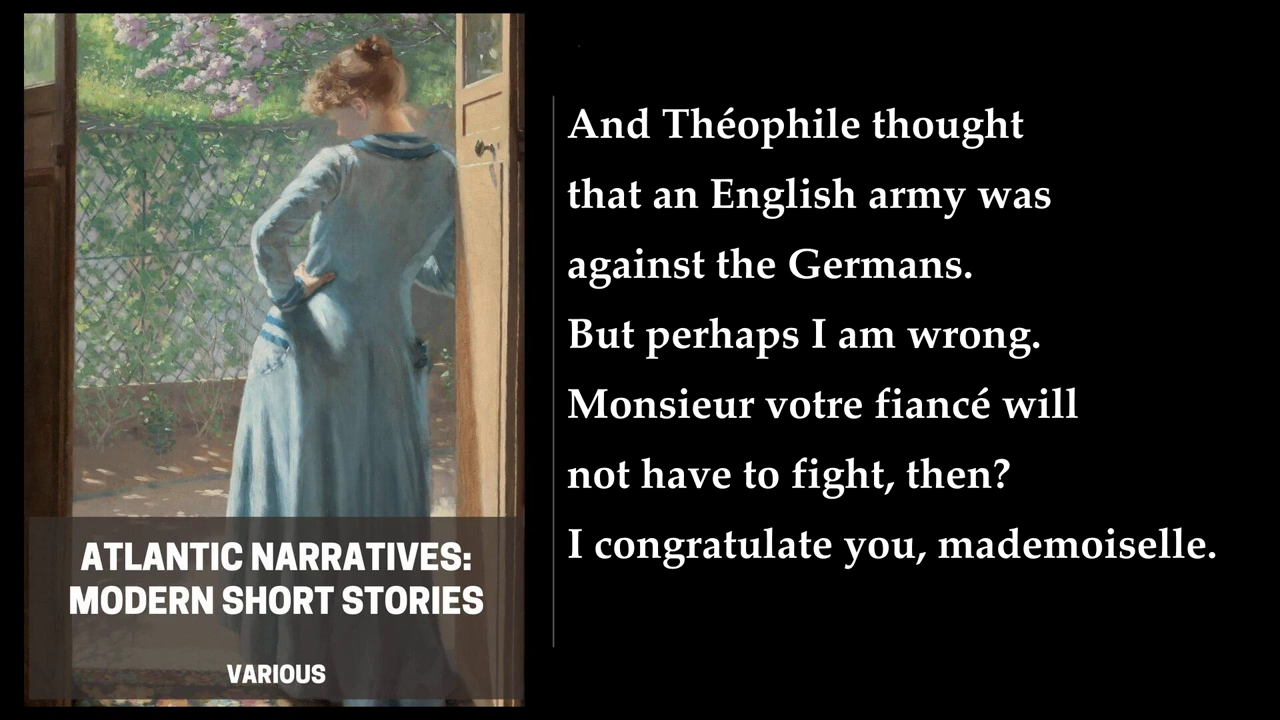 ATLANTIC NARRATIVES:
MODERN SHORT STORIES
VARIOUS
And Théophile thought
that an English army was
against the Germans.
But perhaps I am wrong.
Monsieur votre fiancé will
not have to fight, then?
I congratulate you, mademoiselle.